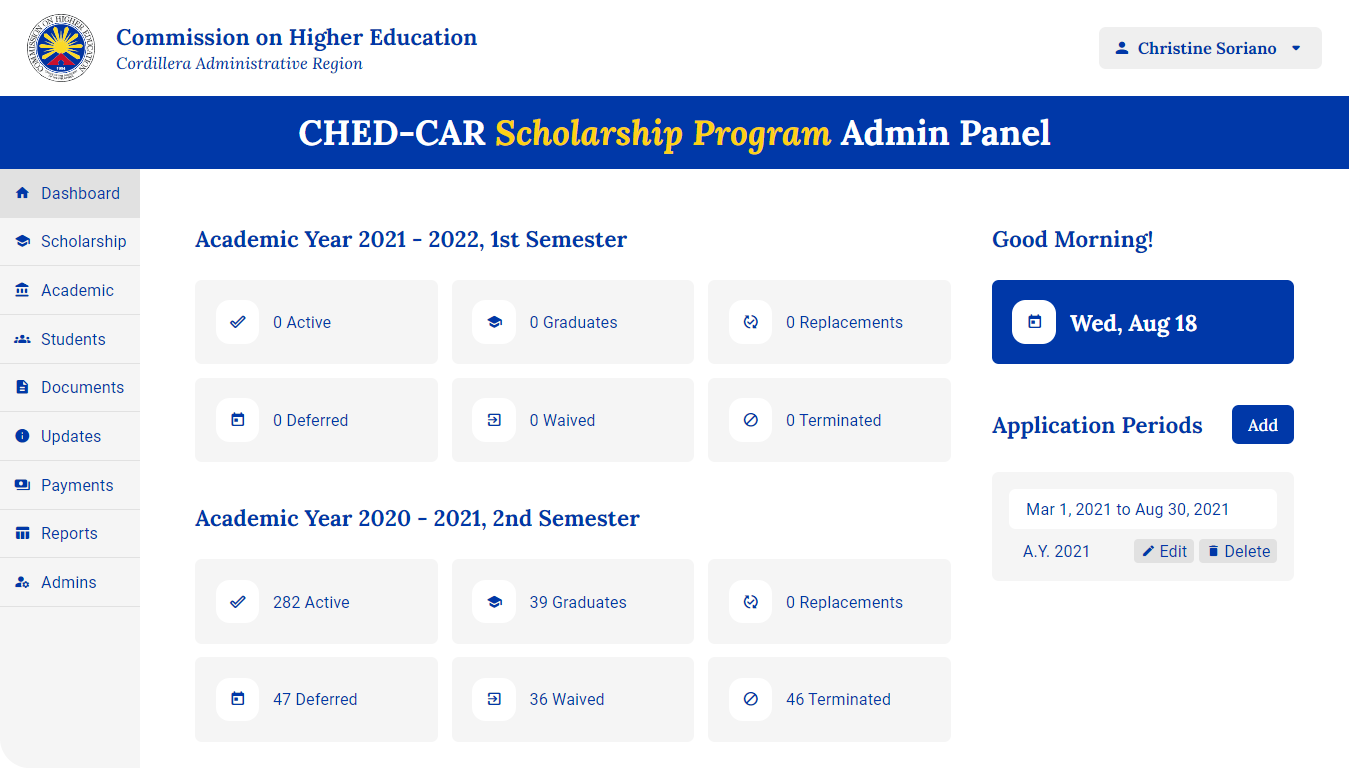 Commission on Higher Education
Cordillera Administrative Region
Christine Soriano
CHED-CAR Scholarship Program Admin Panel
Dashboard
Scholarship
Academic
Students
Documents
Updates
Payments
Reports
Admins
Academic Year 2021 - 2022, 1st Semester
0 Active
0 Graduates
0 Replacements
0 Deferred
0 Waived
0 Terminated
Academic Year 2020 - 2021, 2nd Semester
282 Active
39 Graduates
0 Replacements
47 Deferred
36 Waived
46 Terminated
Good Morning!
Wed, Aug 18
Application Periods
Add
Mar 1, 2021 to Aug 30, 2021
A.Y. 2021
Edit
Delete